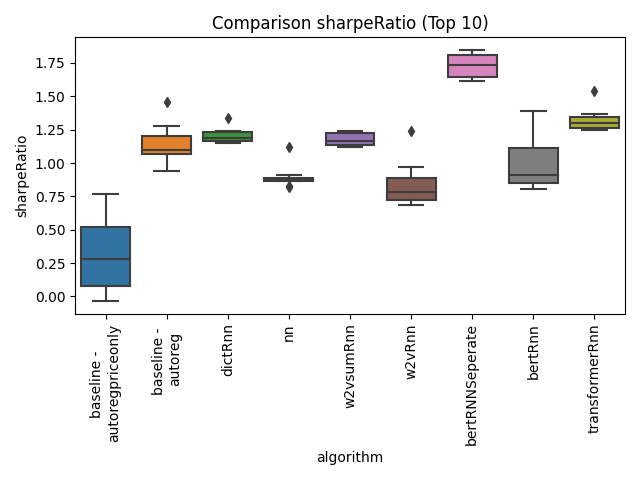 Comparison sharpeRatio (Top 10)
sharpeRatio
1.75
1.50
1.25
1.00
0.75
0.50
0.25
0.00
baseline -
autoregpriceonly
baseline -
autoreg
dictRnn
nn
w2vsumRnn
w2vRnn
bertRNNSeperate
bertRnn
transformerRnn
algorithm